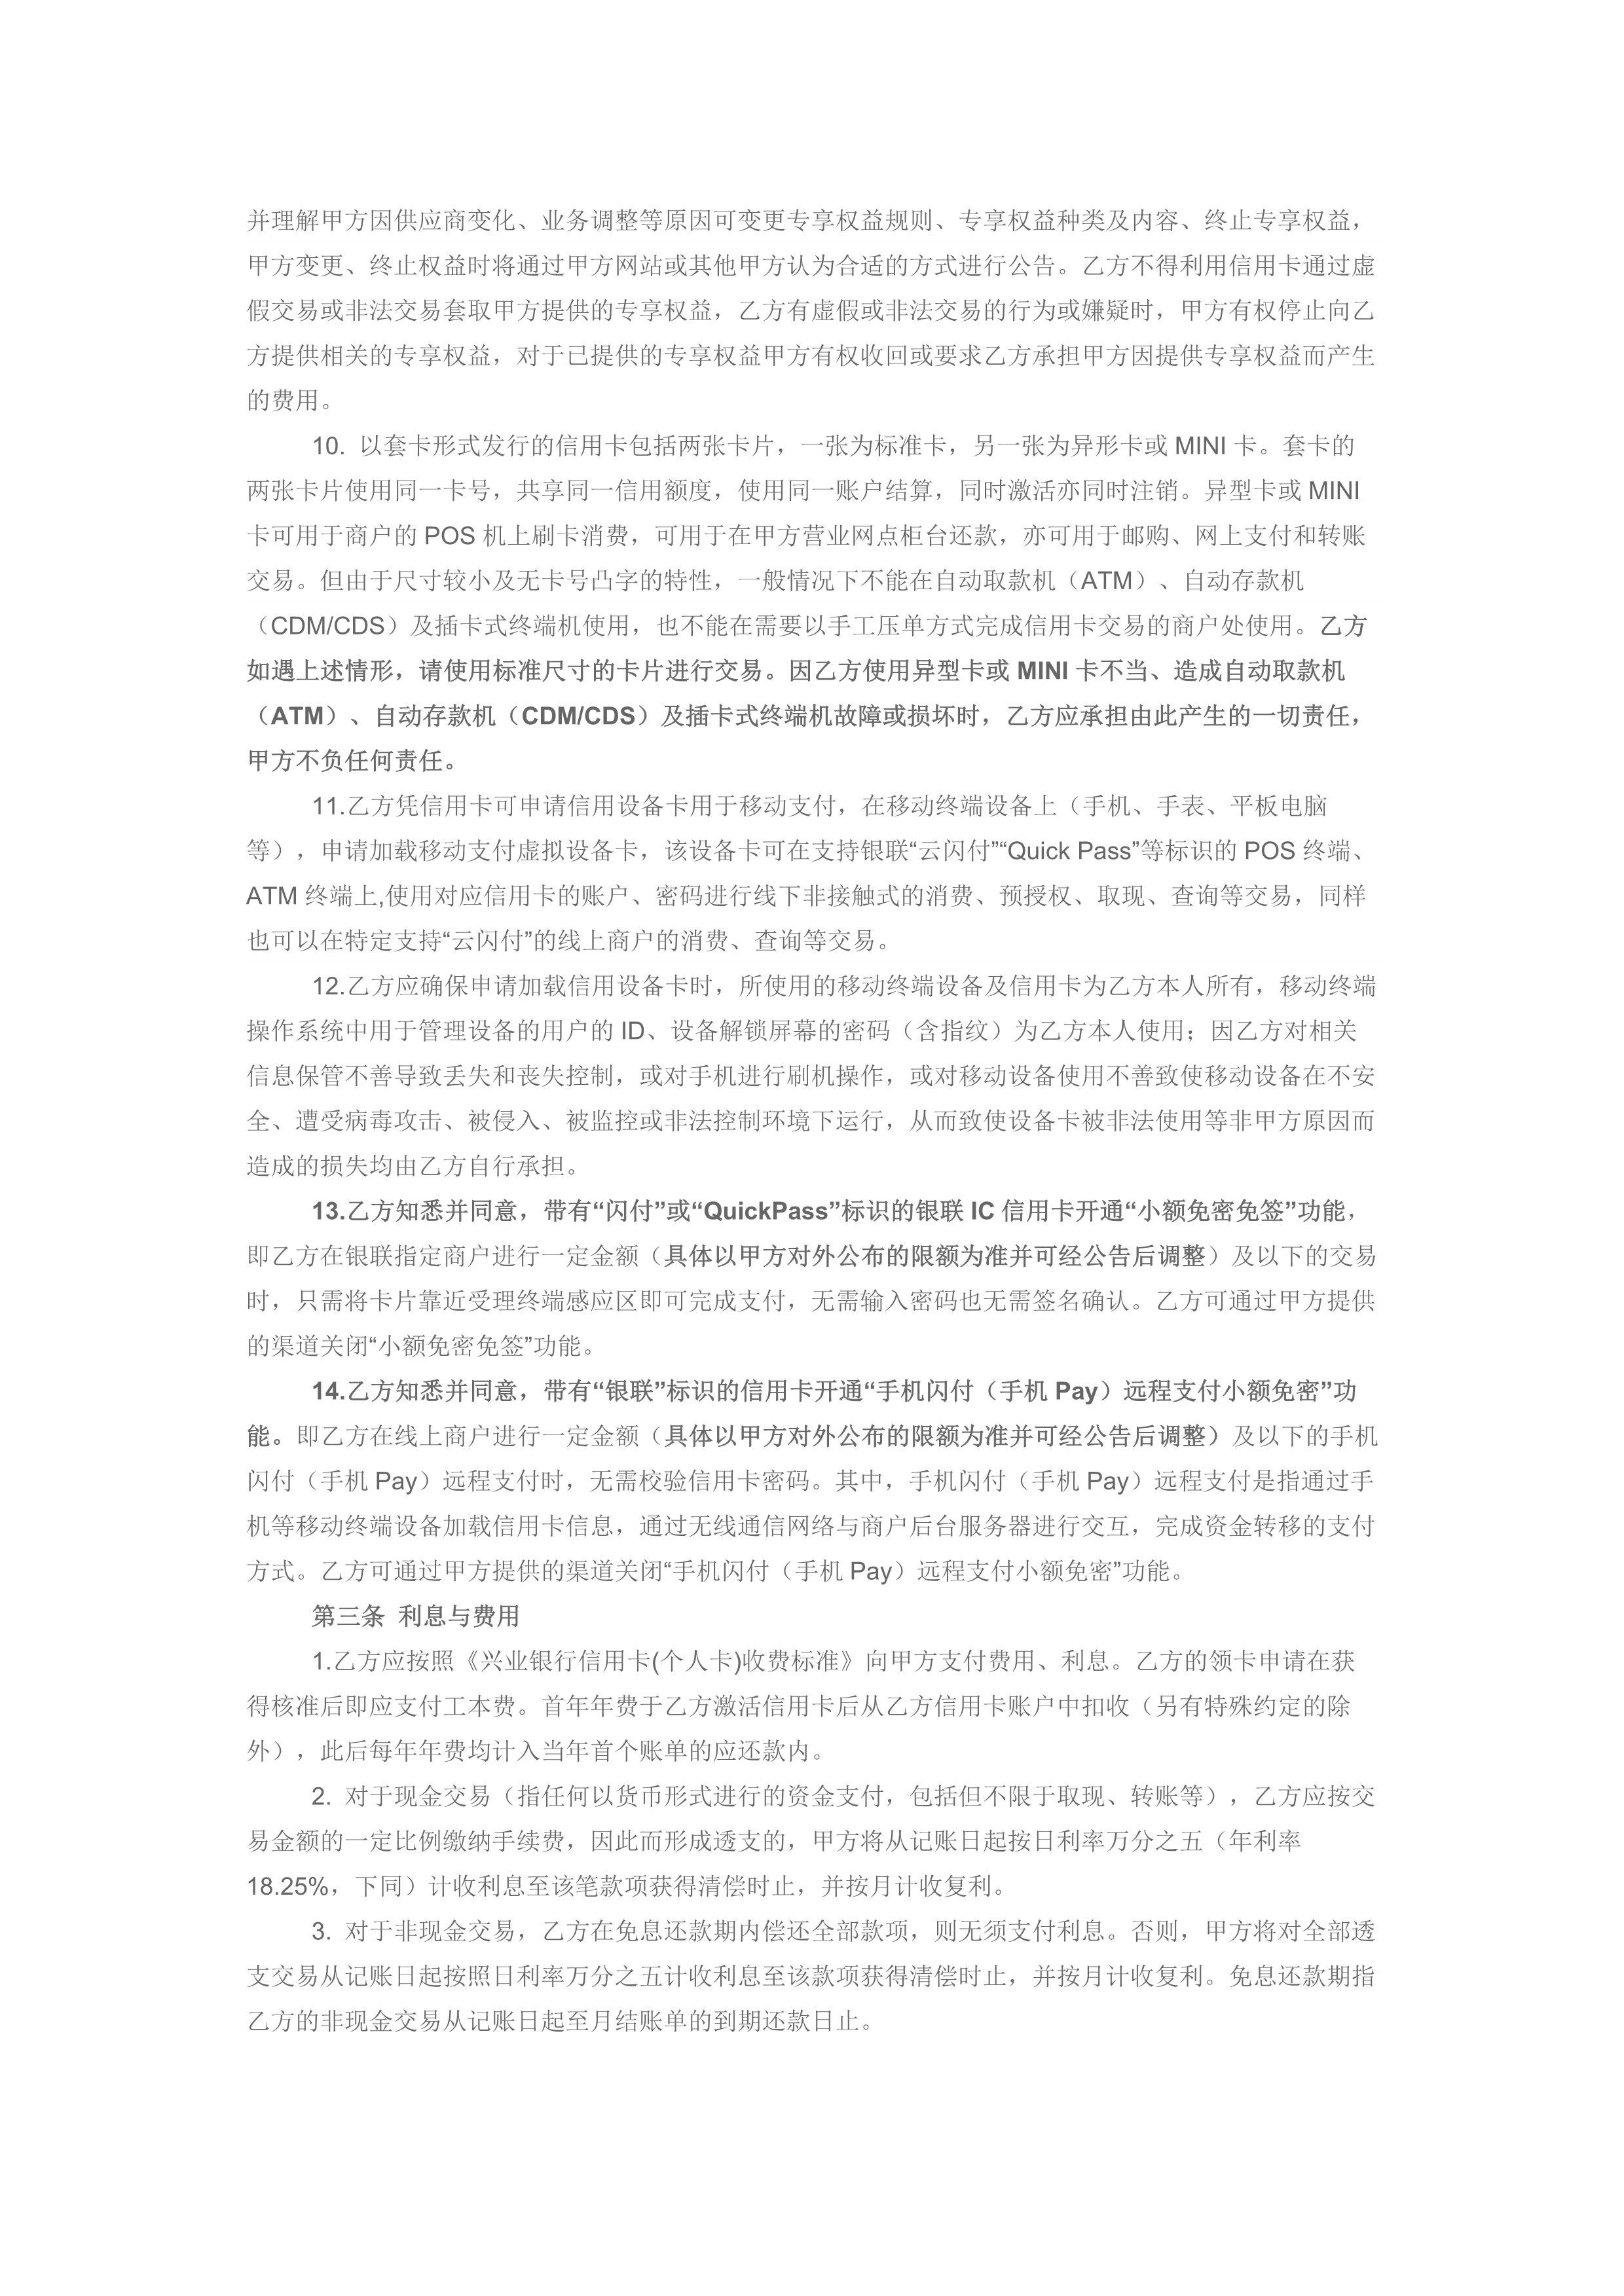 并理解甲方因供应商变化、业务调整等原因可变更专享权益规则、专享权益种类及内容、终止专享权益，
甲方变更、终止权益时将通过甲方网站或其他甲方认为合适的方式进行公告。乙方不得利用信用卡通过虚
假交易或非法交易套取甲方提供的专享权益，乙方有虚假或非法交易的行为或嫌疑时，甲方有权停止向乙
方提供相关的专享权益，对于已提供的专享权益甲方有权收回或要求乙方承担甲方因提供专享权益而产生
的费用。
10. 以套卡形式发行的信用卡包括两张卡片，一张为标准卡，另一张为异形卡或 MINI 卡。套卡的
两张卡片使用同一卡号，共享同一信用额度，使用同一账户结算，同时激活亦同时注销。异型卡或 MINI
卡可用于商户的 POS 机上刷卡消费，可用于在甲方营业网点柜台还款，亦可用于邮购、网上支付和转账
交易。但由于尺寸较小及无卡号凸字的特性，一般情况下不能在自动取款机（ATM）、自动存款机
（CDM/CDS）及插卡式终端机使用，也不能在需要以手工压单方式完成信用卡交易的商户处使用。乙方
如遇上述情形，请使用标准尺寸的卡片进行交易。因乙方使用异型卡或 MINI 卡不当、造成自动取款机
（ATM）、自动存款机（CDM/CDS）及插卡式终端机故障或损坏时，乙方应承担由此产生的一切责任，
甲方不负任何责任。
11.乙方凭信用卡可申请信用设备卡用于移动支付，在移动终端设备上（手机、手表、平板电脑
等），申请加载移动支付虚拟设备卡，该设备卡可在支持银联“云闪付”“Quick Pass”等标识的 POS 终端、
ATM 终端上,使用对应信用卡的账户、密码进行线下非接触式的消费、预授权、取现、查询等交易，同样
也可以在特定支持“云闪付”的线上商户的消费、查询等交易。
12.乙方应确保申请加载信用设备卡时，所使用的移动终端设备及信用卡为乙方本人所有，移动终端
操作系统中用于管理设备的用户的 ID、设备解锁屏幕的密码（含指纹）为乙方本人使用；因乙方对相关
信息保管不善导致丢失和丧失控制，或对手机进行刷机操作，或对移动设备使用不善致使移动设备在不安
全、遭受病毒攻击、被侵入、被监控或非法控制环境下运行，从而致使设备卡被非法使用等非甲方原因而
造成的损失均由乙方自行承担。
13.乙方知悉并同意，带有“闪付”或“QuickPass”标识的银联 IC 信用卡开通“小额免密免签”功能，
即乙方在银联指定商户进行一定金额（具体以甲方对外公布的限额为准并可经公告后调整）及以下的交易
时，只需将卡片靠近受理终端感应区即可完成支付，无需输入密码也无需签名确认。乙方可通过甲方提供
的渠道关闭“小额免密免签”功能。
14.乙方知悉并同意，带有“银联”标识的信用卡开通“手机闪付（手机 Pay）远程支付小额免密”功
能。即乙方在线上商户进行一定金额（具体以甲方对外公布的限额为准并可经公告后调整）及以下的手机
闪付（手机 Pay）远程支付时，无需校验信用卡密码。其中，手机闪付（手机 Pay）远程支付是指通过手
机等移动终端设备加载信用卡信息，通过无线通信网络与商户后台服务器进行交互，完成资金转移的支付
方式。乙方可通过甲方提供的渠道关闭“手机闪付（手机 Pay）远程支付小额免密”功能。
第三条 利息与费用
1.乙方应按照《兴业银行信用卡(个人卡)收费标准》向甲方支付费用、利息。乙方的领卡申请在获
得核准后即应支付工本费。首年年费于乙方激活信用卡后从乙方信用卡账户中扣收（另有特殊约定的除
外），此后每年年费均计入当年首个账单的应还款内。
2. 对于现金交易（指任何以货币形式进行的资金支付，包括但不限于取现、转账等），乙方应按交
易金额的一定比例缴纳手续费，因此而形成透支的，甲方将从记账日起按日利率万分之五（年利率
18.25%，下同）计收利息至该笔款项获得清偿时止，并按月计收复利。
3. 对于非现金交易，乙方在免息还款期内偿还全部款项，则无须支付利息。否则，甲方将对全部透
支交易从记账日起按照日利率万分之五计收利息至该款项获得清偿时止，并按月计收复利。免息还款期指
乙方的非现金交易从记账日起至月结账单的到期还款日止。